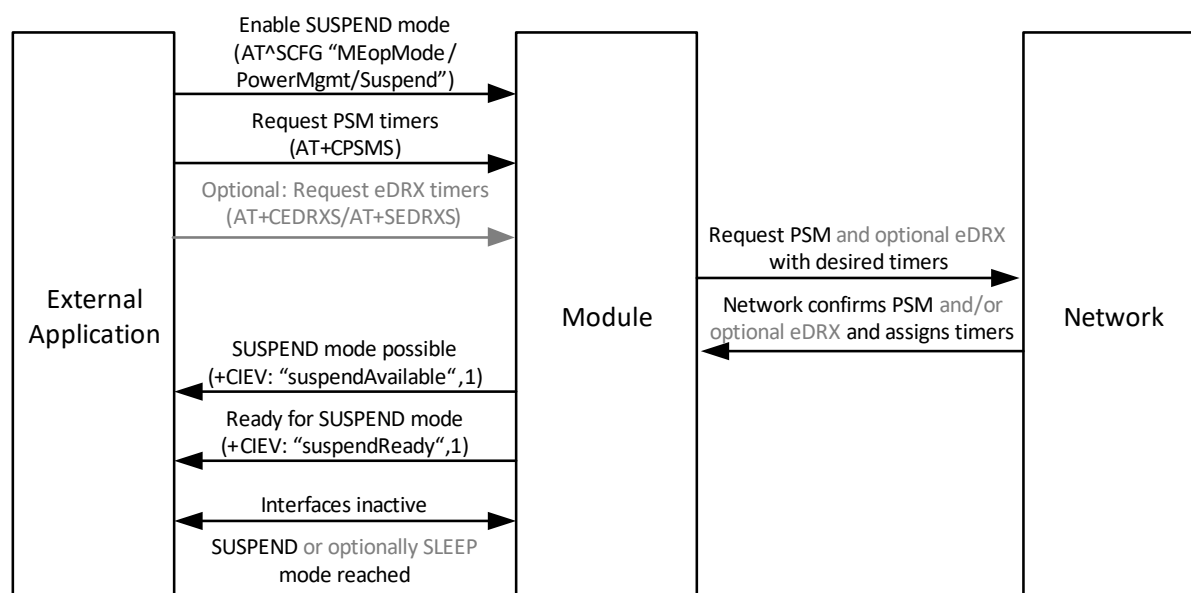 Enable SUSPEND mode
(AT^SCFG “MEopMode/
PowerMgmt/Suspend”)
Request PSM timers
(AT+CPSMS)
Optional: Request eDRX timers
(AT+CEDRXS/AT+SEDRXS)
Request PSM and optional eDRX
with desired timers
Network confirms PSM and/or
optional eDRX and assigns timers
External
Application
Module
Network
SUSPEND mode possible
(+CIEV: “suspendAvailable“,1)
Ready for SUSPEND mode
(+CIEV: “suspendReady“,1)
Interfaces inactive
SUSPEND or optionally SLEEP
mode reached